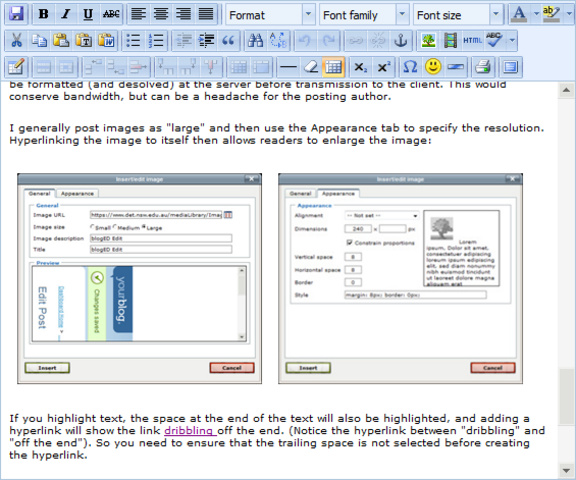 B I U ABC Format Font family Font size A ab
HTML ABC
X₂ X² Ω
be formatted (and desolved) at the server before transmission to the client. This would
conserve bandwidth, but can be a headache for the posting author.
I generally post images as "large" and then use the Appearance tab to specify the resolution.
Hyperlinking the image to itself then allows readers to enlarge the image:
Insert/edit image
General Appearance
General
Image URL https://www.det.nsw.edu.au/mediaLibrary/Imag
Image size Small Medium Large
Image description blogED Edit
Title blogED Edit
Preview
Edit Post
Dashboard Home
Changes saved
yourblog.
Insert Cancel
Insert/edit image
General Appearance
Appearance
Alignment -- Not set --
Dimensions 240 x px
Constrain proportions
Vertical space 8
Horizontal space 8
Border 0
Style margin: 8px; border: 0px;
Lorem
ipsum, Dolor sit amet,
consectetuer adipiscing
loreum ipsum edipiscing
elit, sed diam nonummy
nibh euismod tincidunt
ut laoreet dolore magna
aliquam erat
Insert Cancel
If you highlight text, the space at the end of the text will also be highlighted, and adding a
hyperlink will show the link dribbling off the end. (Notice the hyperlink between "dribbling" and
"off the end"). So you need to ensure that the trailing space is not selected before creating
the hyperlink.